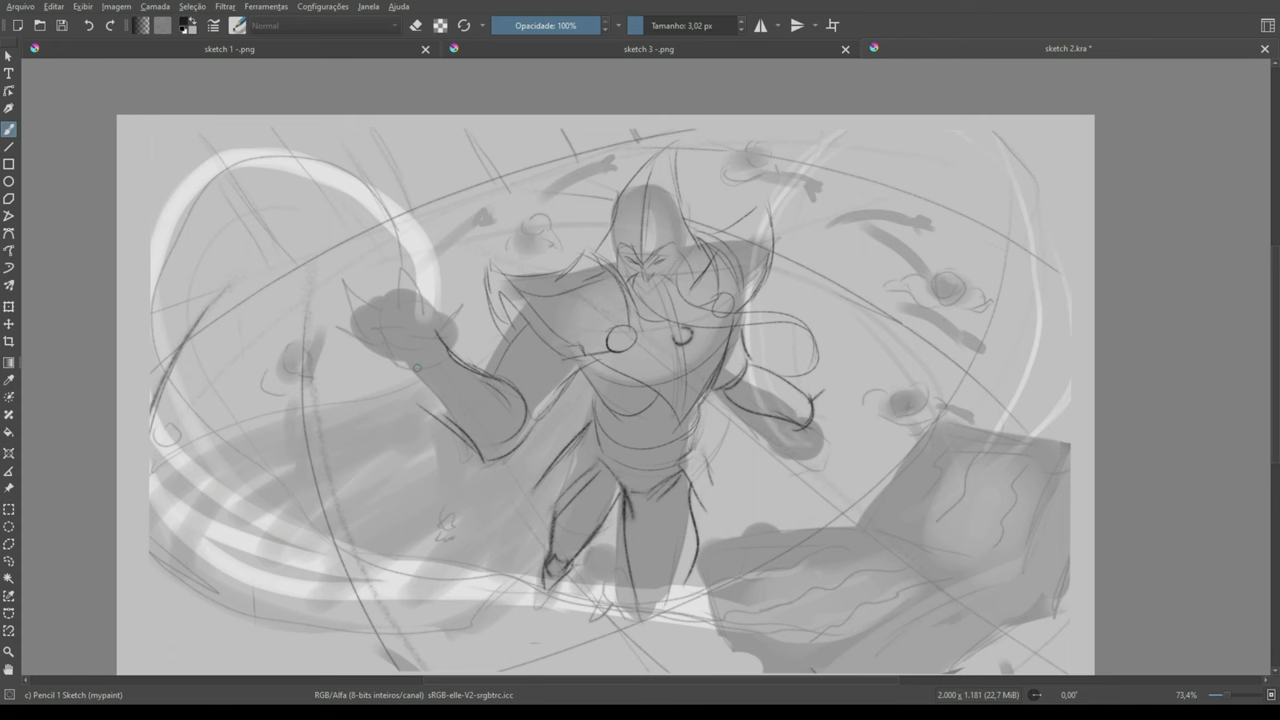 Arquivo Editar Exibir Imagem Camada Seleção Filtrar Ferramentas Configurações Janela Ajuda
Normal Opacidade: 100% Tamanho: 3,02 px
sketch 1 -.png sketch 3 -.png sketch 2.kra *
c) Pencil 1 Sketch (mypaint) RGB/Alfa (8-bits inteiros/canal) sRGB-elle-V2-srgbtrc.icc 2.000 x 1.181 (22,7 MiB) 0,00° 73,4%